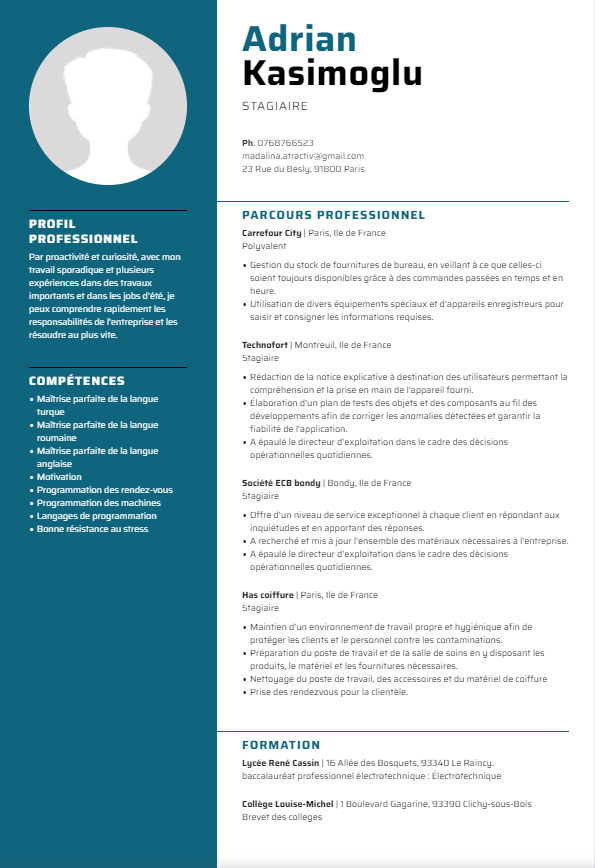 Adrian
Kasimoglu
STAGIAIRE
Ph: 0768766523
madalina.atractiv@gmail.com
23 Rue du Besly, 91800 Paris
PROFIL
PROFESSIONNEL
Par proactivité et curiosité, avec mon
travail sporadique et plusieurs
expériences dans des travaux
importants et dans les jobs d'été, je
peux comprendre rapidement les
responsabilités de l'entreprise et les
résoudre au plus vite.
COMPÉTENCES
• Maîtrise parfaite de la langue
turque
• Maîtrise parfaite de la langue
roumaine
• Maîtrise parfaite de la langue
anglaise
• Motivation
• Programmation des rendez-vous
• Programmation des machines
• Langages de programmation
• Bonne résistance au stress
PARCOURS PROFESSIONNEL
Carrefour City | Paris, Ile de France
Polyvalent
• Gestion du stock de fournitures de bureau, en veillant à ce que celles-ci
soient toujours disponibles grâce à des commandes passées en temps et en
heure.
• Utilisation de divers équipements spéciaux et d'appareils enregistreurs pour
saisir et consigner les informations requises.
Technofort | Montreuil, Ile de France
Stagiaire
• Rédaction de la notice explicative à destination des utilisateurs permettant la
compréhension et la prise en main de l'appareil fourni.
• Élaboration d'un plan de tests des objets et des composants au fil des
développements afin de corriger les anomalies détectées et garantir la
fiabilité de l'application.
• A épaulé le directeur d'exploitation dans le cadre des décisions
opérationnelles quotidiennes.
Société ECB bondy | Bondy, Ile de France
Stagiaire
• Offre d'un niveau de service exceptionnel à chaque client en répondant aux
inquiétudes et en apportant des réponses.
• A recherché et mis à jour l'ensemble des matériaux nécessaires à l'entreprise.
• A épaulé le directeur d'exploitation dans le cadre des décisions
opérationnelles quotidiennes.
Has coiffure | Paris, Ile de France
Stagiaire
• Maintien d'un environnement de travail propre et hygiénique afin de
protéger les clients et le personnel contre les contaminations.
• Préparation du poste de travail et de la salle de soins en y disposant les
produits, le matériel et les fournitures nécessaires.
• Nettoyage du poste de travail, des accessoires et du matériel de coiffure
• Prise des rendezvous pour la clientèle.
FORMATION
Lycée René Cassin | 16 Allée des Bosquets, 93340 Le Raincy.
baccalauréat professionnel électrotechnique : Électrotechnique
Collège Louise-Michel | 1 Boulevard Gagarine, 93390 Clichy-sous-Bois
Brevet des colleges